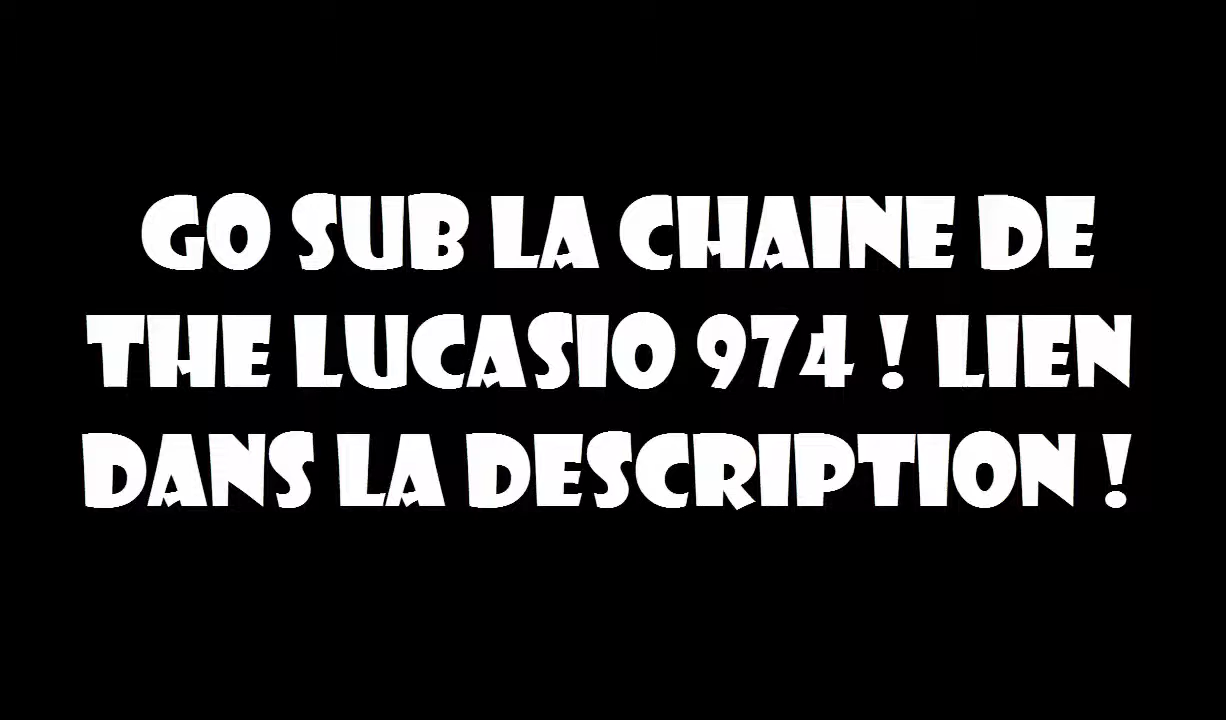 GO SUB LA CHAINE DE
THE LUCASIO 974 ! LIEN
DANS LA DESCRIPTION !